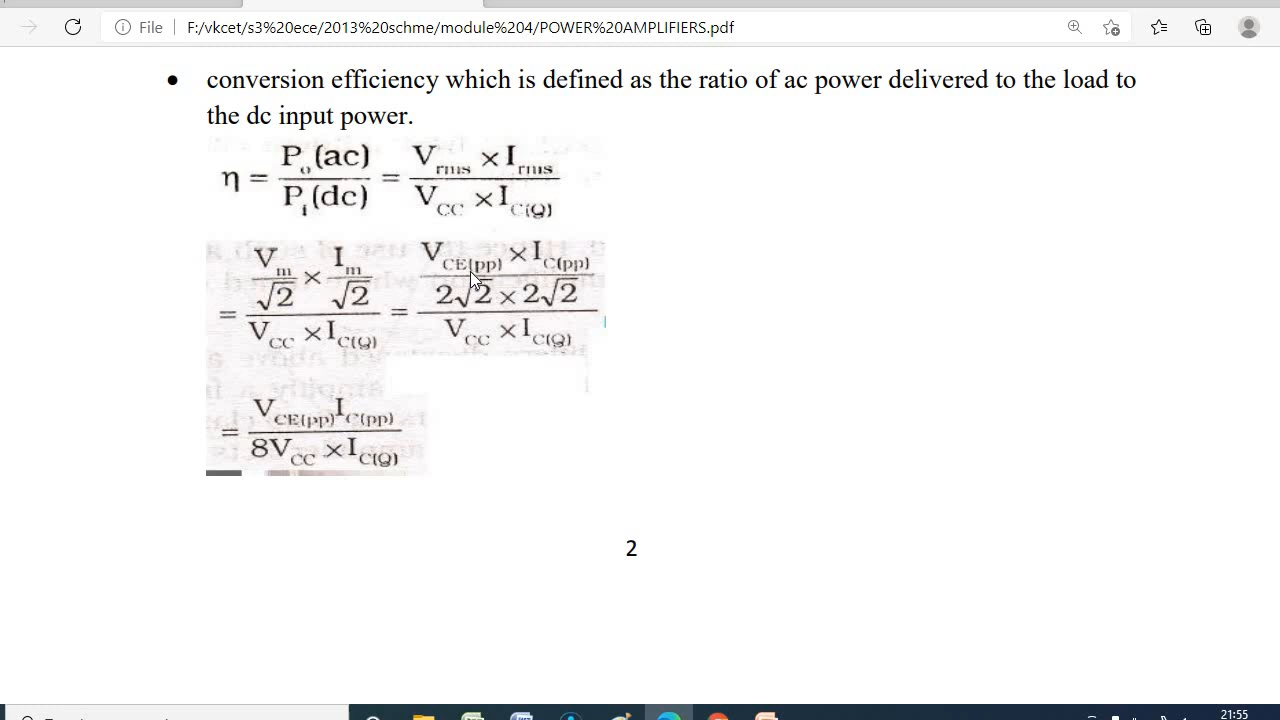 File | F:/vkcet/s3%20ece/2013%20schme/module%204/POWER%20AMPLIFIERS.pdf
• conversion efficiency which is defined as the ratio of ac power delivered to the load to
the dc input power.
η = P_o(ac) / P_i(dc) = V_rms × I_rms / V_CC × I_C(Q)
= V_m/√2 × I_m/√2 / V_CC × I_C(Q) = V_CE(pp) × I_C(pp) / 2√2 × 2√2 / V_CC × I_C(Q)
= V_CE(pp) I_C(pp) / 8V_CC × I_C(Q)
2
21:55